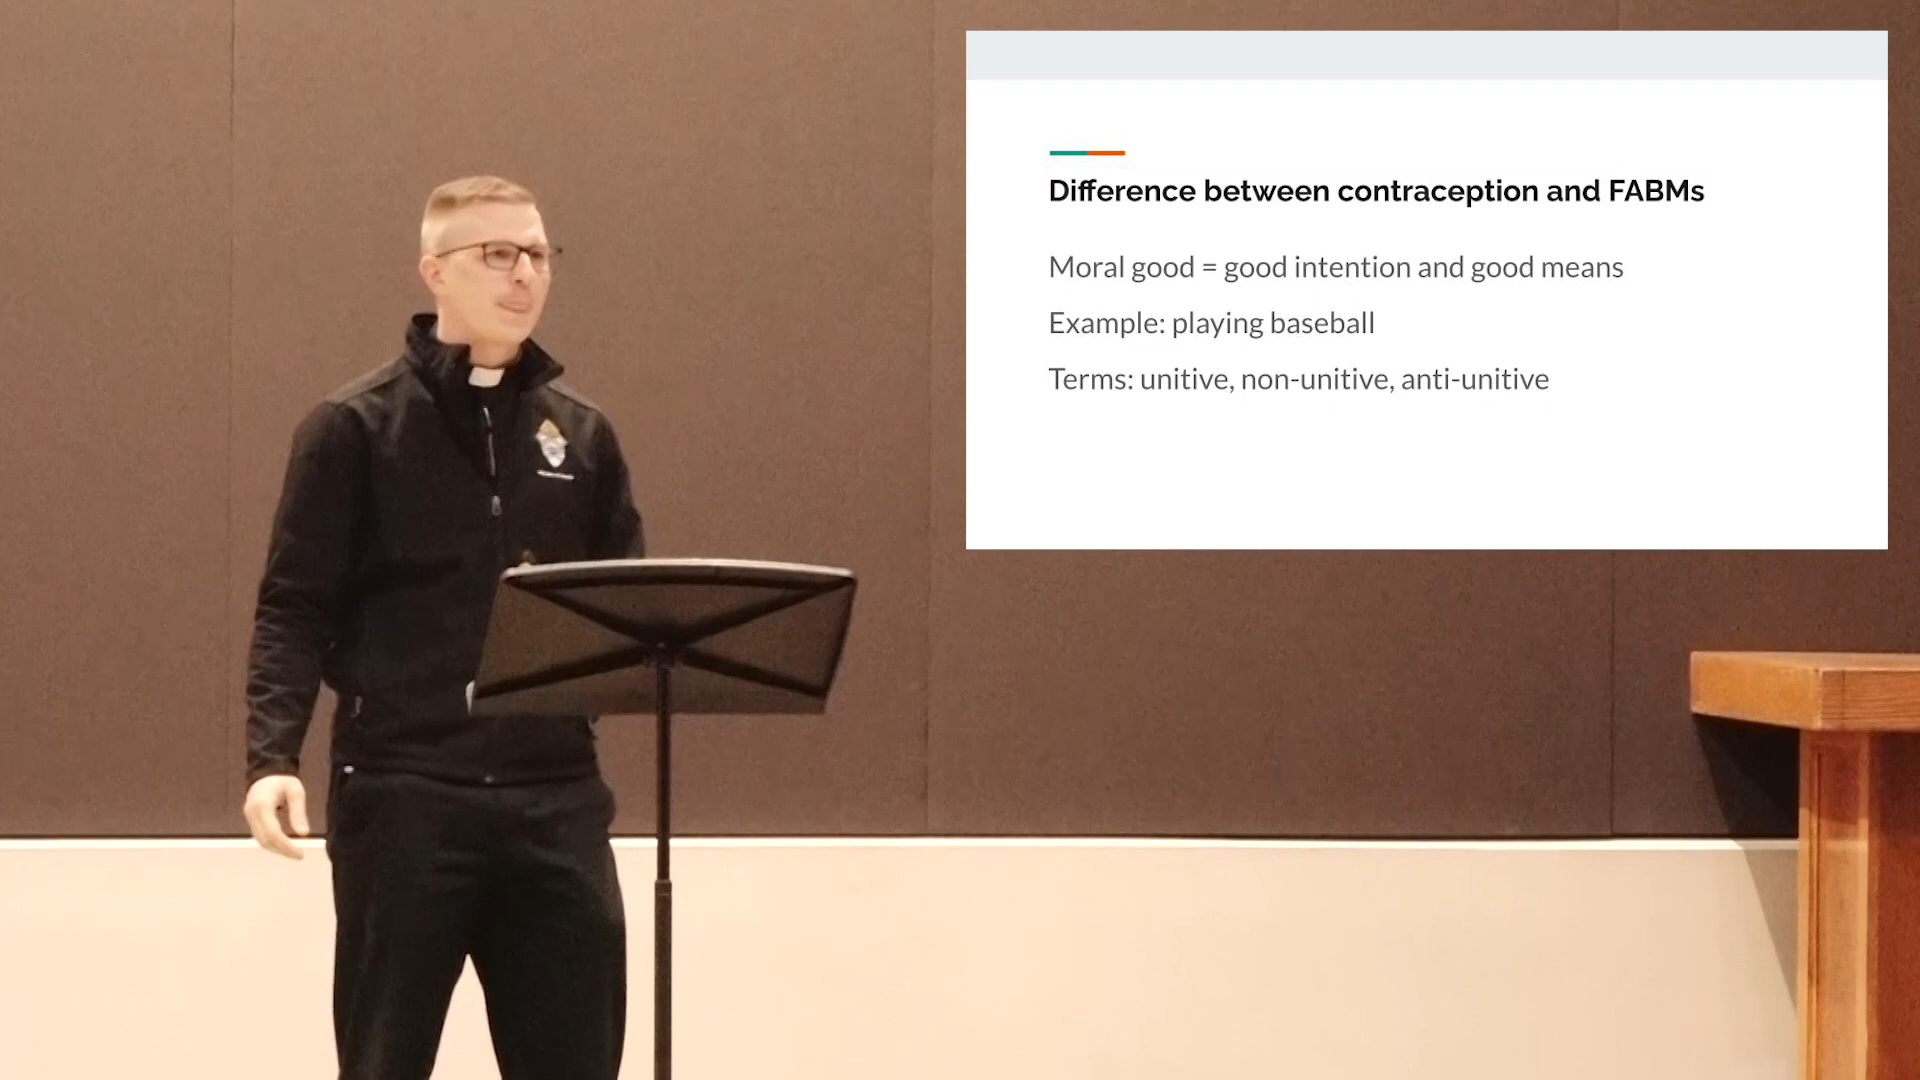 Difference between contraception and FABMs
Moral good = good intention and good means
Example: playing baseball
Terms: unitive, non-unitive, anti-unitive